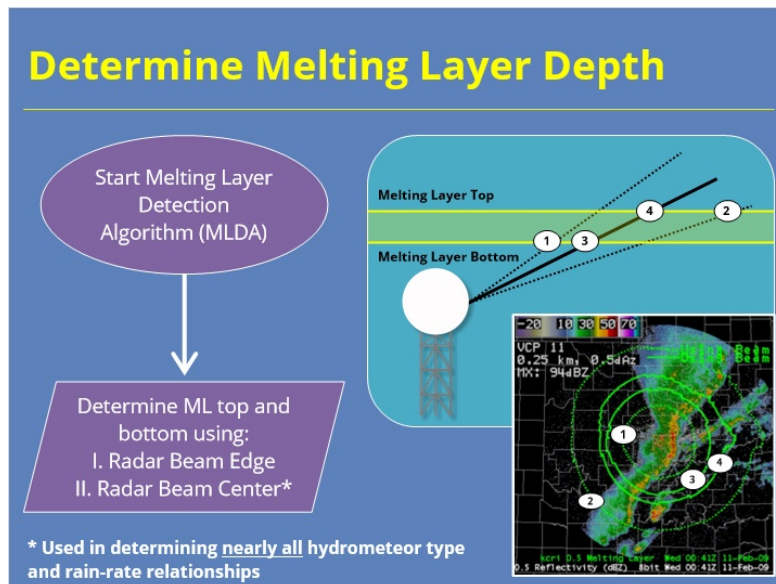 Determine Melting Layer Depth
Start Melting Layer
Detection
Algorithm (MLDA)
Determine ML top and
bottom using:
I. Radar Beam Edge
II. Radar Beam Center*
* Used in determining nearly all hydrometeor type
and rain-rate relationships
Melting Layer Top
4
2
1
3
Melting Layer Bottom
-20 10 30 50 70
VCP 11
0.25 km, 0.5dAz
MX: 94dBZ
Beam
Beam
1
4
3
2
kcri 0.5 Melting Layer Wed 00:41Z 11-Feb-09
0.5 Reflectivity (dBZ) 8bit Wed 00:41Z 11-Feb-09